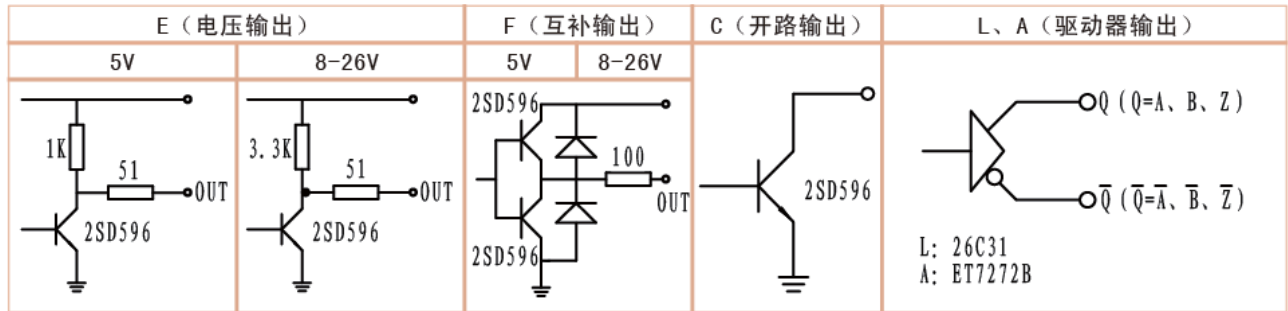 E（电压输出）
F（互补输出）
C（开路输出）
L、A（驱动器输出）
5V
8-26V
5V
8-26V
1K
51
OUT
2SD596
3.3K
51
OUT
2SD596
2SD596
100
OUT
2SD596
2SD596
Q（Q=A、B、Z）
Q̅（Q̅=A̅、B̅、Z̅）
L: 26C31
A: ET7272B